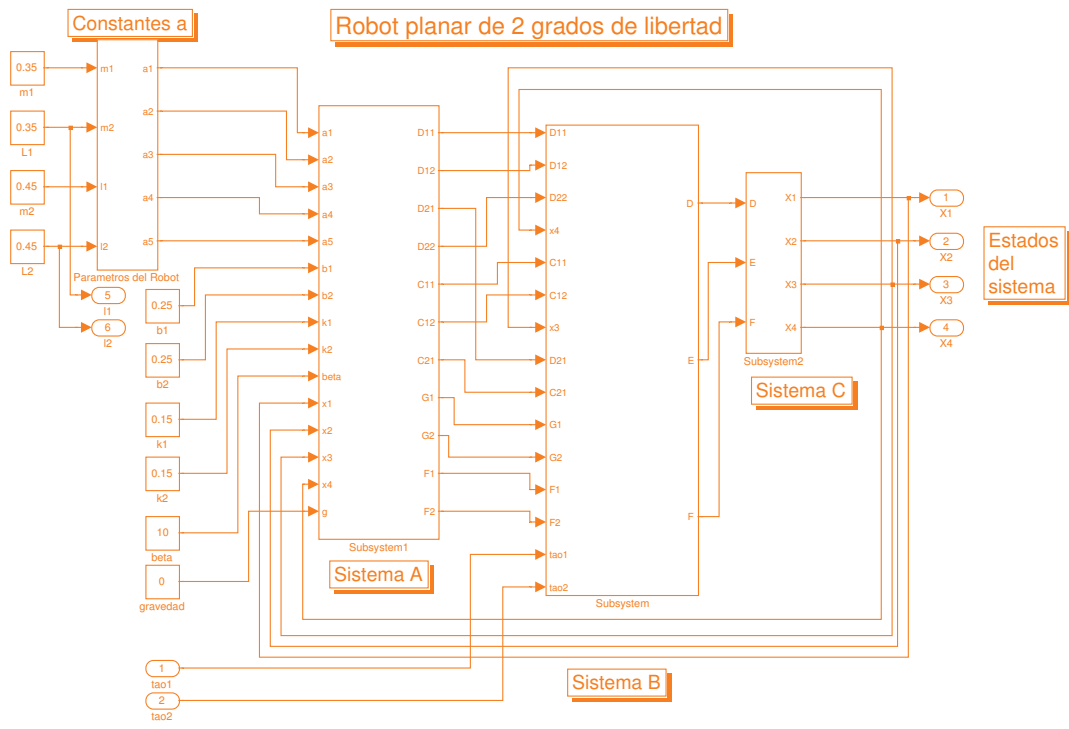 Constantes a
Robot planar de 2 grados de libertad
0.35
m1
0.35
L1
0.45
m2
0.45
L2
m1
m2
l1
l2
a1
a2
a3
a4
a5
Parametros del Robot
5
l1
6
l2
0.25
b1
0.25
b2
0.15
k1
0.15
k2
10
beta
0
gravedad
1
tao1
2
tao2
a1
a2
a3
a4
a5
b1
b2
k1
k2
beta
x1
x2
x3
x4
g
D11
D12
D21
D22
C11
C12
C21
G1
G2
F1
F2
Subsystem1
Sistema A
D11
D12
D22
x4
C11
C12
x3
D21
C21
G1
G2
F1
F2
tao1
tao2
D
E
F
Subsystem
Sistema B
D
E
F
X1
X2
X3
X4
Subsystem2
Sistema C
1
X1
2
X2
3
X3
4
X4
Estados
del
sistema